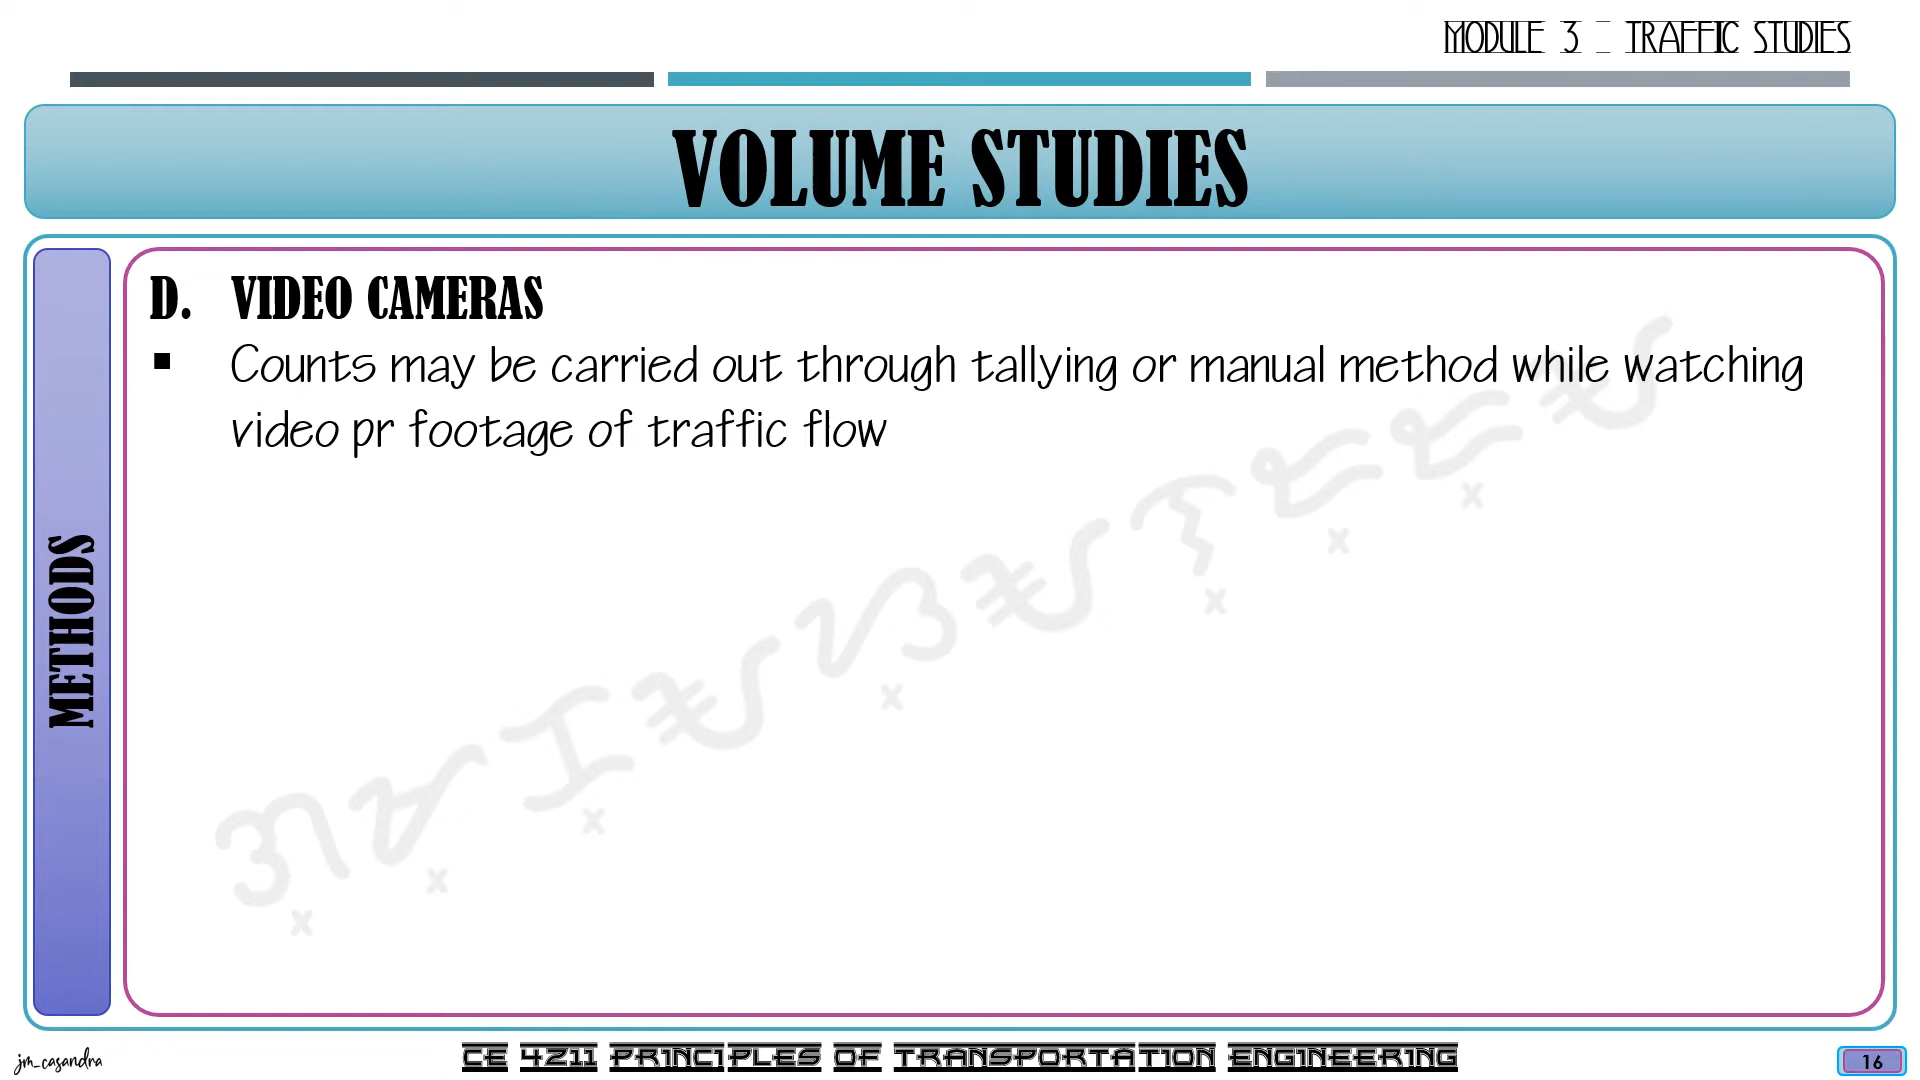 MODULE 3 - TRAFFIC STUDIES
VOLUME STUDIES
METHODS
D. VIDEO CAMERAS
▪ Counts may be carried out through tallying or manual method while watching
video pr footage of traffic flow
jm_casandra
CE 4211 PRINCIPLES OF TRANSPORTATION ENGINEERING
16